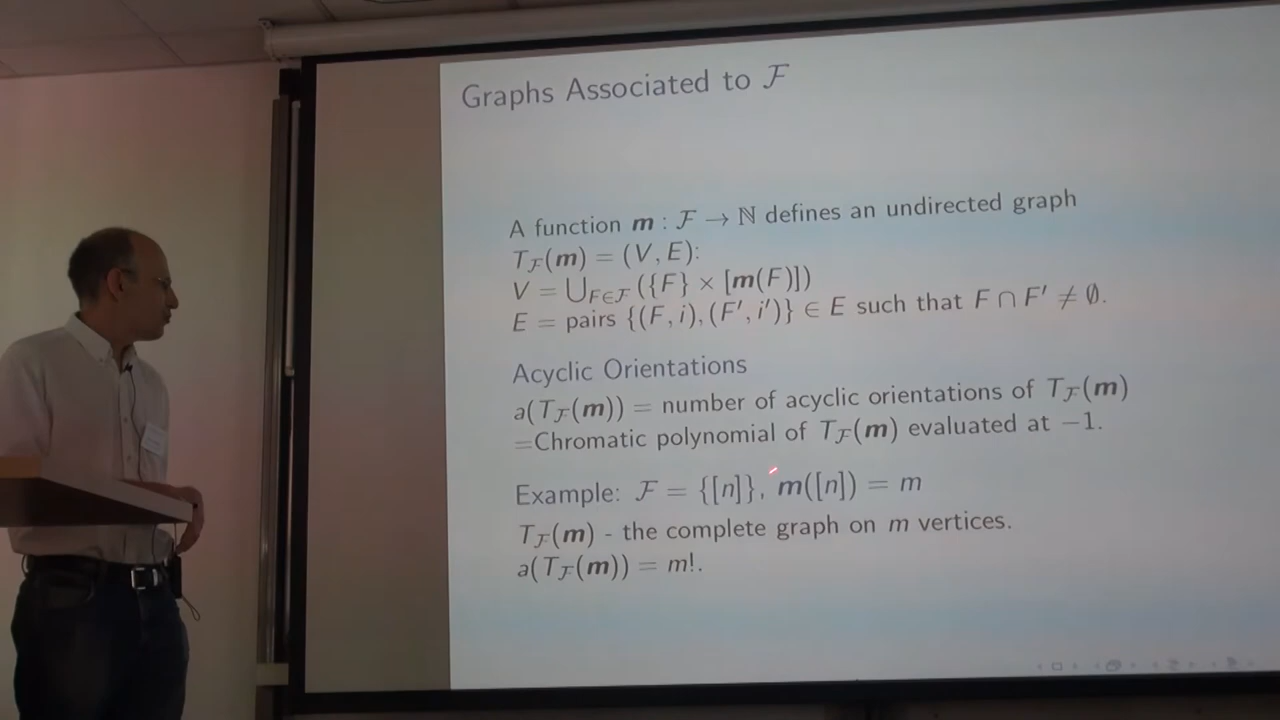 Graphs Associated to ℱ
A function 𝒎 : ℱ → ℕ defines an undirected graph
T_ℱ(𝒎) = (V, E):
V = ⋃_{F∈ℱ} ({F} × [𝒎(F)])
E = pairs {(F, i), (F′, i′)} ∈ E such that F ∩ F′ ≠ ∅.
Acyclic Orientations
a(T_ℱ(𝒎)) = number of acyclic orientations of T_ℱ(𝒎)
=Chromatic polynomial of T_ℱ(𝒎) evaluated at −1.
Example: ℱ = {[n]}, 𝒎([n]) = m
T_ℱ(𝒎) - the complete graph on m vertices.
a(T_ℱ(𝒎)) = m!.